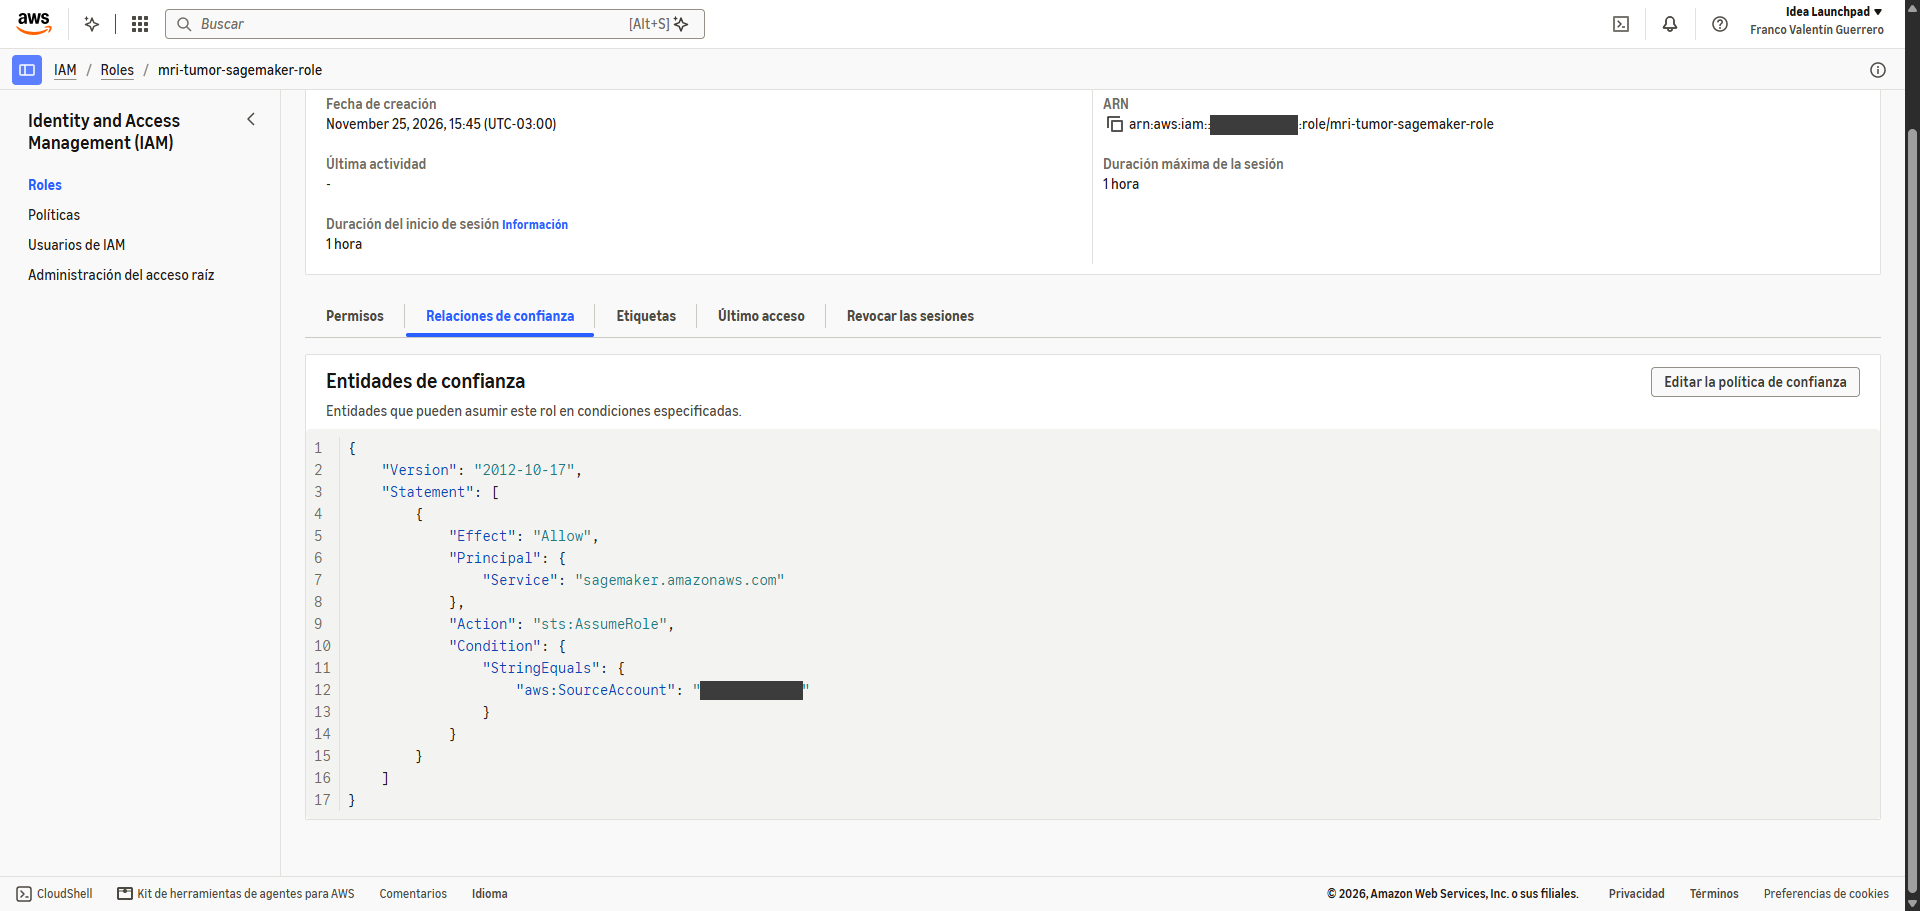 aws
Buscar
[Alt+S]
Idea Launchpad
Franco Valentín Guerrero
IAM / Roles / mri-tumor-sagemaker-role
Identity and Access
Management (IAM)
Roles
Políticas
Usuarios de IAM
Administración del acceso raíz
Fecha de creación
November 25, 2026, 15:45 (UTC-03:00)
Última actividad
-
Duración del inicio de sesión Información
1 hora
ARN
arn:aws:iam:: :role/mri-tumor-sagemaker-role
Duración máxima de la sesión
1 hora
Permisos
Relaciones de confianza
Etiquetas
Último acceso
Revocar las sesiones
Entidades de confianza
Editar la política de confianza
Entidades que pueden asumir este rol en condiciones especificadas.
1 {
2 "Version": "2012-10-17",
3 "Statement": [
4 {
5 "Effect": "Allow",
6 "Principal": {
7 "Service": "sagemaker.amazonaws.com"
8 },
9 "Action": "sts:AssumeRole",
10 "Condition": {
11 "StringEquals": {
12 "aws:SourceAccount": " "
13 }
14 }
15 }
16 ]
17 }
CloudShell
Kit de herramientas de agentes para AWS
Comentarios
Idioma
© 2026, Amazon Web Services, Inc. o sus filiales.
Privacidad
Términos
Preferencias de cookies